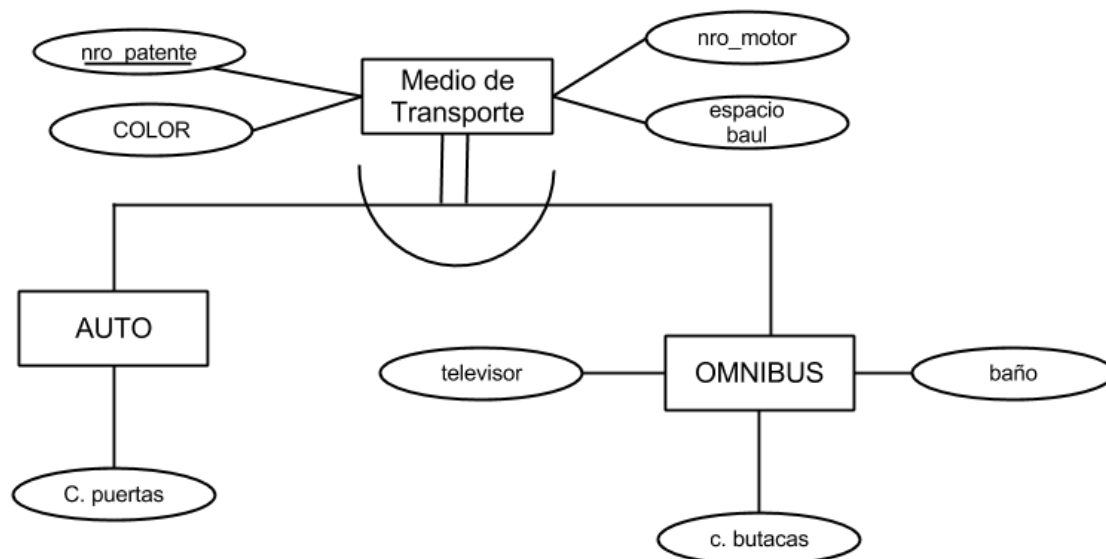 nro_patente
Medio de
Transporte
nro_motor
COLOR
espacio
baul
AUTO
televisor
OMNIBUS
baño
C. puertas
c. butacas